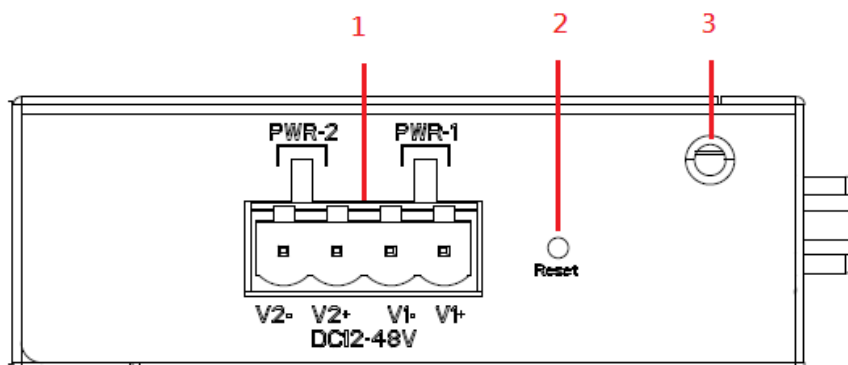 1 2 3
PWR-2 PWR-1
Reset
V2- V2+ V1- V1+
DC12-48V